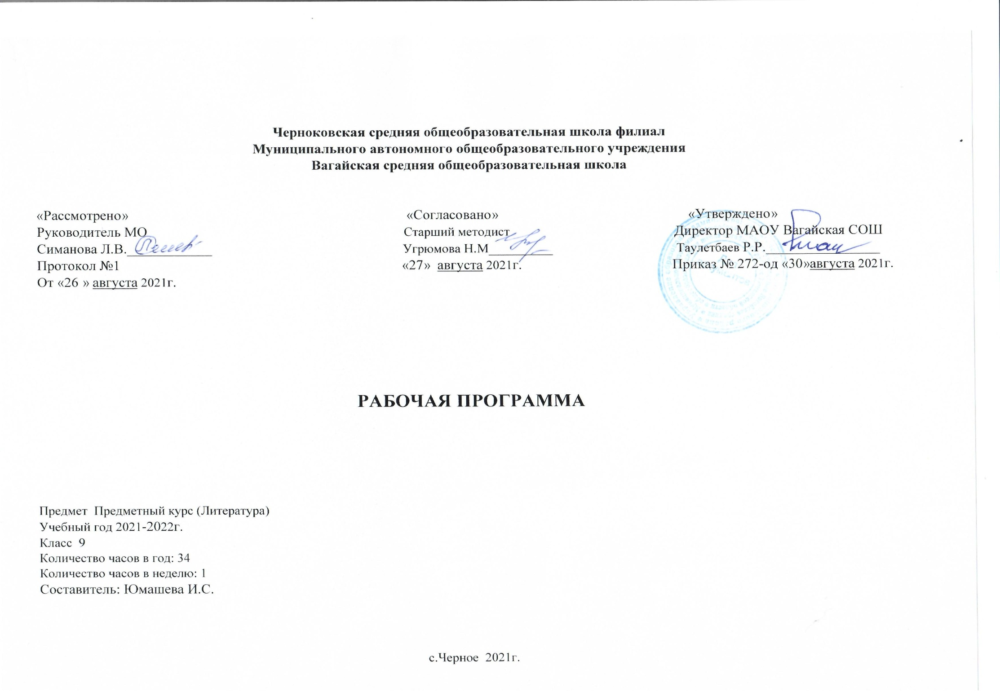 Черноковская средняя общеобразовательная школа филиал
Муниципального автономного общеобразовательного учреждения
Вагайская средняя общеобразовательная школа
«Рассмотрено»
Руководитель МО
Симанова Л.В.______________
Протокол №1
От «26 » августа 2021г.
«Согласовано»
Старший методист
Угрюмова Н.М__________
«27» августа 2021г.
«Утверждено»
Директор МАОУ Вагайская СОШ
Таулетбаев Р.Р.__________________
Приказ № 272-од «30»августа 2021г.
РАБОЧАЯ ПРОГРАММА
Предмет Предметный курс (Литература)
Учебный год 2021-2022г.
Класс 9
Количество часов в год: 34
Количество часов в неделю: 1
Составитель: Юмашева И.С.
с.Черное 2021г.